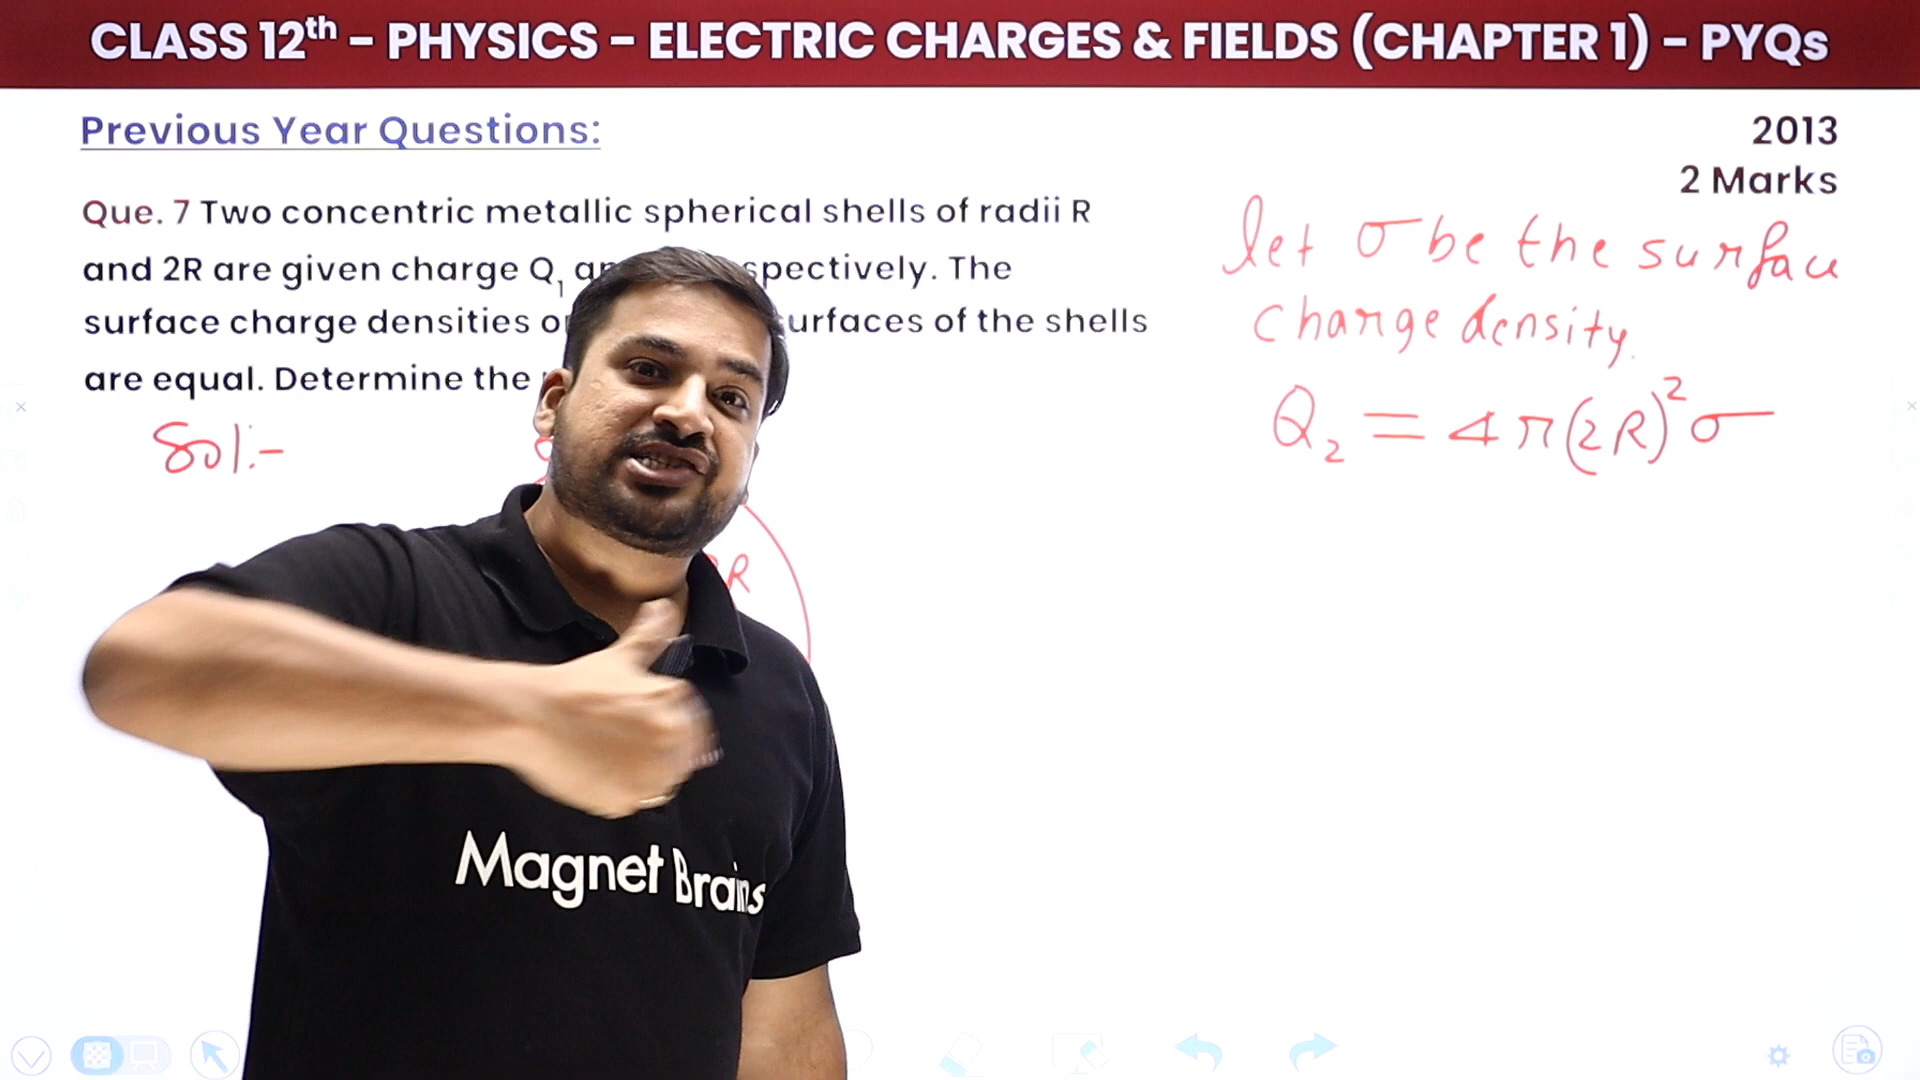 CLASS 12th - PHYSICS - ELECTRIC CHARGES & FIELDS (CHAPTER 1) - PYQs
Previous Year Questions:
2013
2 Marks
Que. 7 Two concentric metallic spherical shells of radii R
and 2R are given charge Q₁ spectively. The
surface charge densities urfaces of the shells
are equal. Determine the
Sol:-
R
let σ be the surface
charge density.
Q₂ = 4π(2R)²σ
Magnet Brains